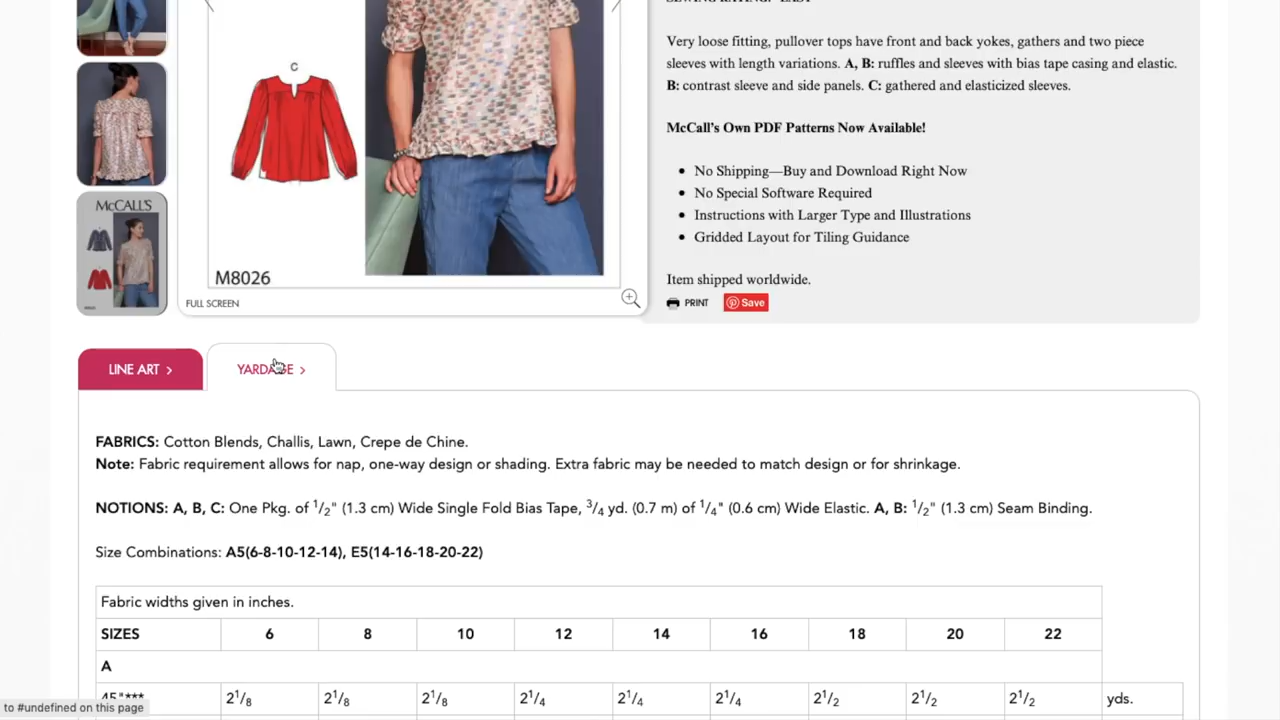 Very loose fitting, pullover tops have front and back yokes, gathers and two piece
sleeves with length variations. A, B: ruffles and sleeves with bias tape casing and elastic.
B: contrast sleeve and side panels. C: gathered and elasticized sleeves.
McCall's Own PDF Patterns Now Available!
No Shipping—Buy and Download Right Now
No Special Software Required
Instructions with Larger Type and Illustrations
Gridded Layout for Tiling Guidance
Item shipped worldwide.
PRINT Save
C
McCALL'S
M8026
FULL SCREEN
LINE ART > YARDAGE >
FABRICS: Cotton Blends, Challis, Lawn, Crepe de Chine.
Note: Fabric requirement allows for nap, one-way design or shading. Extra fabric may be needed to match design or for shrinkage.
NOTIONS: A, B, C: One Pkg. of 1/2" (1.3 cm) Wide Single Fold Bias Tape, 3/4 yd. (0.7 m) of 1/4" (0.6 cm) Wide Elastic. A, B: 1/2" (1.3 cm) Seam Binding.
Size Combinations: A5(6-8-10-12-14), E5(14-16-18-20-22)
Fabric widths given in inches.
SIZES 6 8 10 12 14 16 18 20 22
A
45"*** 2 1/8 2 1/8 2 1/8 2 1/4 2 1/4 2 1/4 2 1/2 2 1/2 2 1/2 yds.
to #undefined on this page